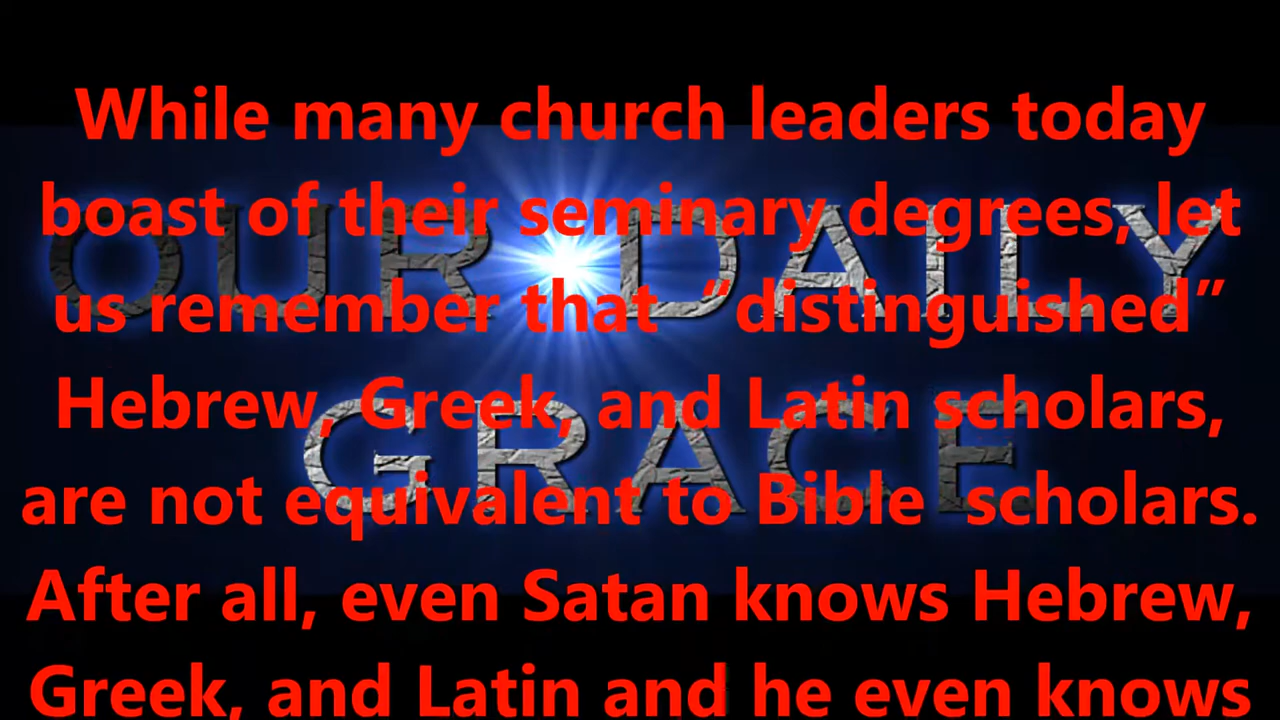 While many church leaders today
boast of their seminary degrees, let
us remember that “distinguished”
Hebrew, Greek, and Latin scholars,
are not equivalent to Bible scholars.
After all, even Satan knows Hebrew,
Greek, and Latin and he even knows
OUR DAILY
GRACE